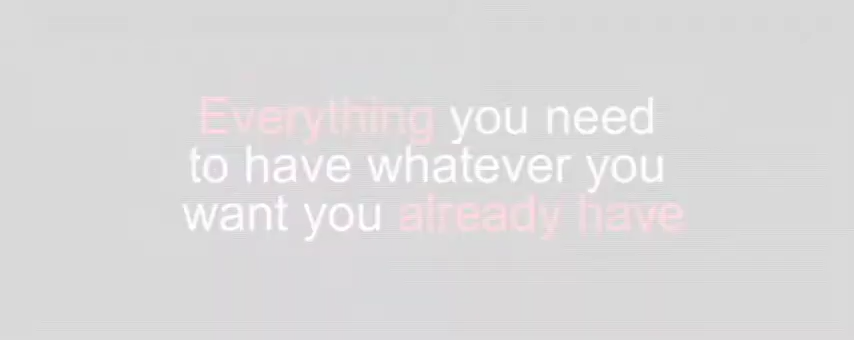 Everything you need
to have whatever you
want you already have